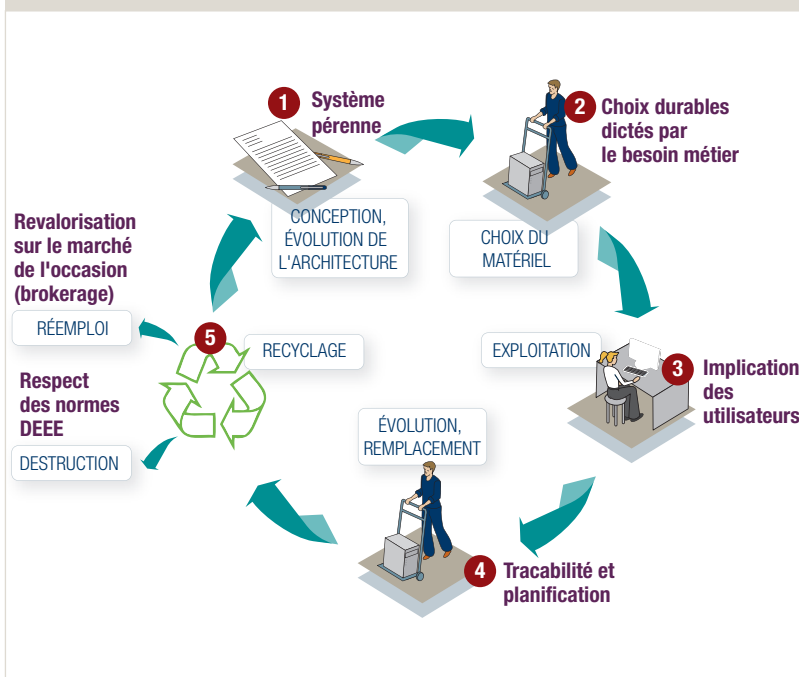 1
Système
pérenne
CONCEPTION,
ÉVOLUTION DE
L'ARCHITECTURE
2
Choix durables
dictés par
le besoin métier
CHOIX DU
MATÉRIEL
EXPLOITATION
3
Implication
des
utilisateurs
ÉVOLUTION,
REMPLACEMENT
4
Tracabilité et
planification
5
RECYCLAGE
Revalorisation
sur le marché
de l'occasion
(brokerage)
RÉEMPLOI
Respect
des normes
DEEE
DESTRUCTION